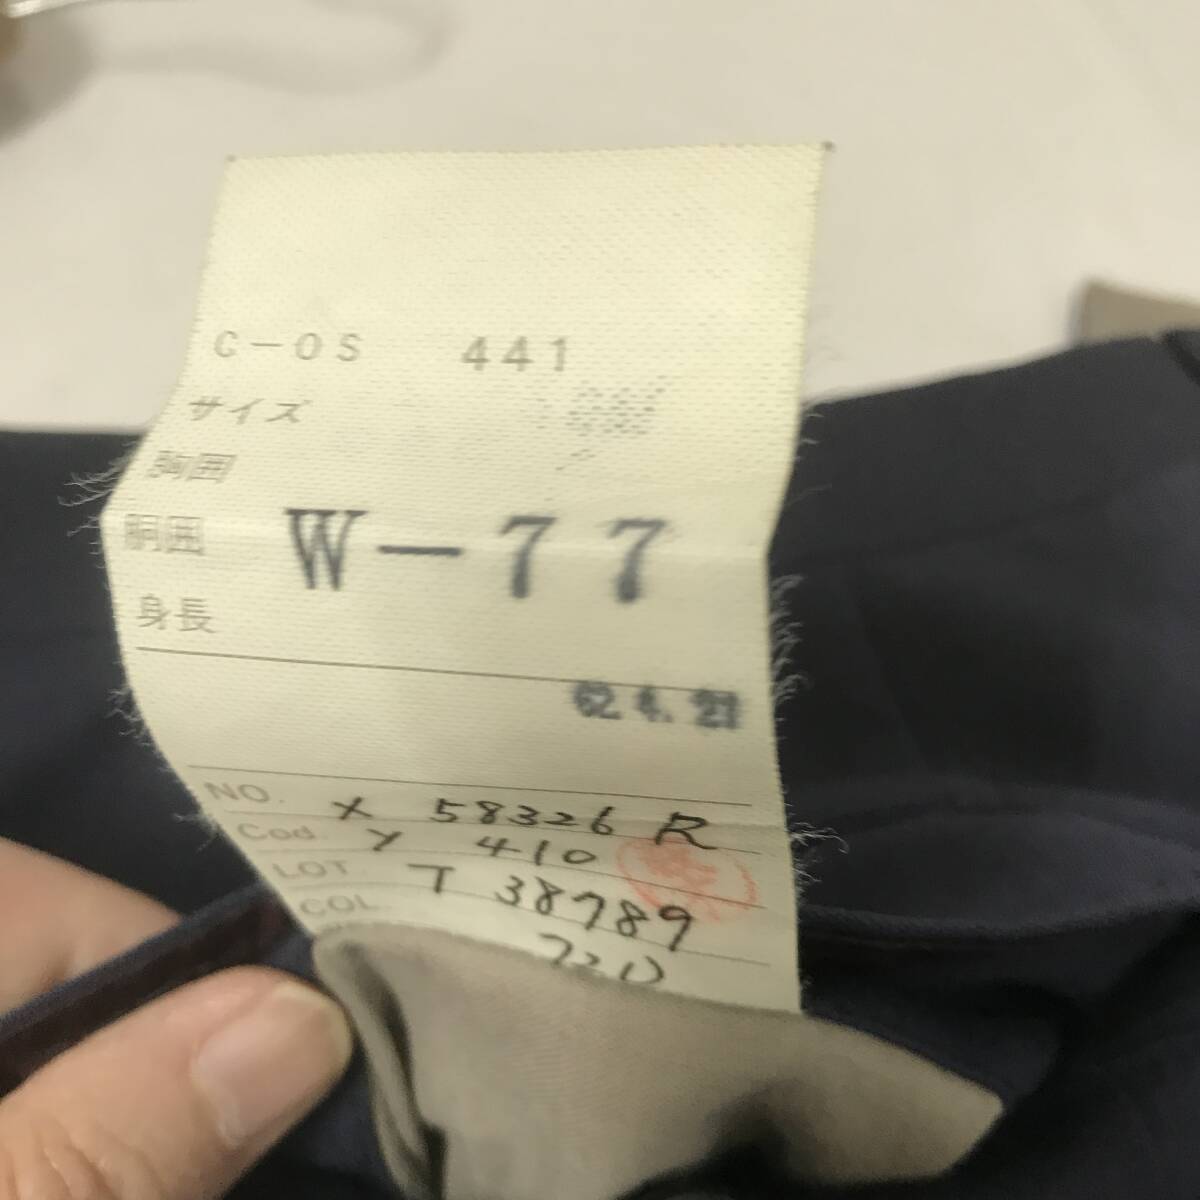 C-OS 441
サイズ
胸囲
胴囲 W-77
身長
62 4. 21
NO. X 58326 R
Cod. Y 410
LOT T 38789
COL